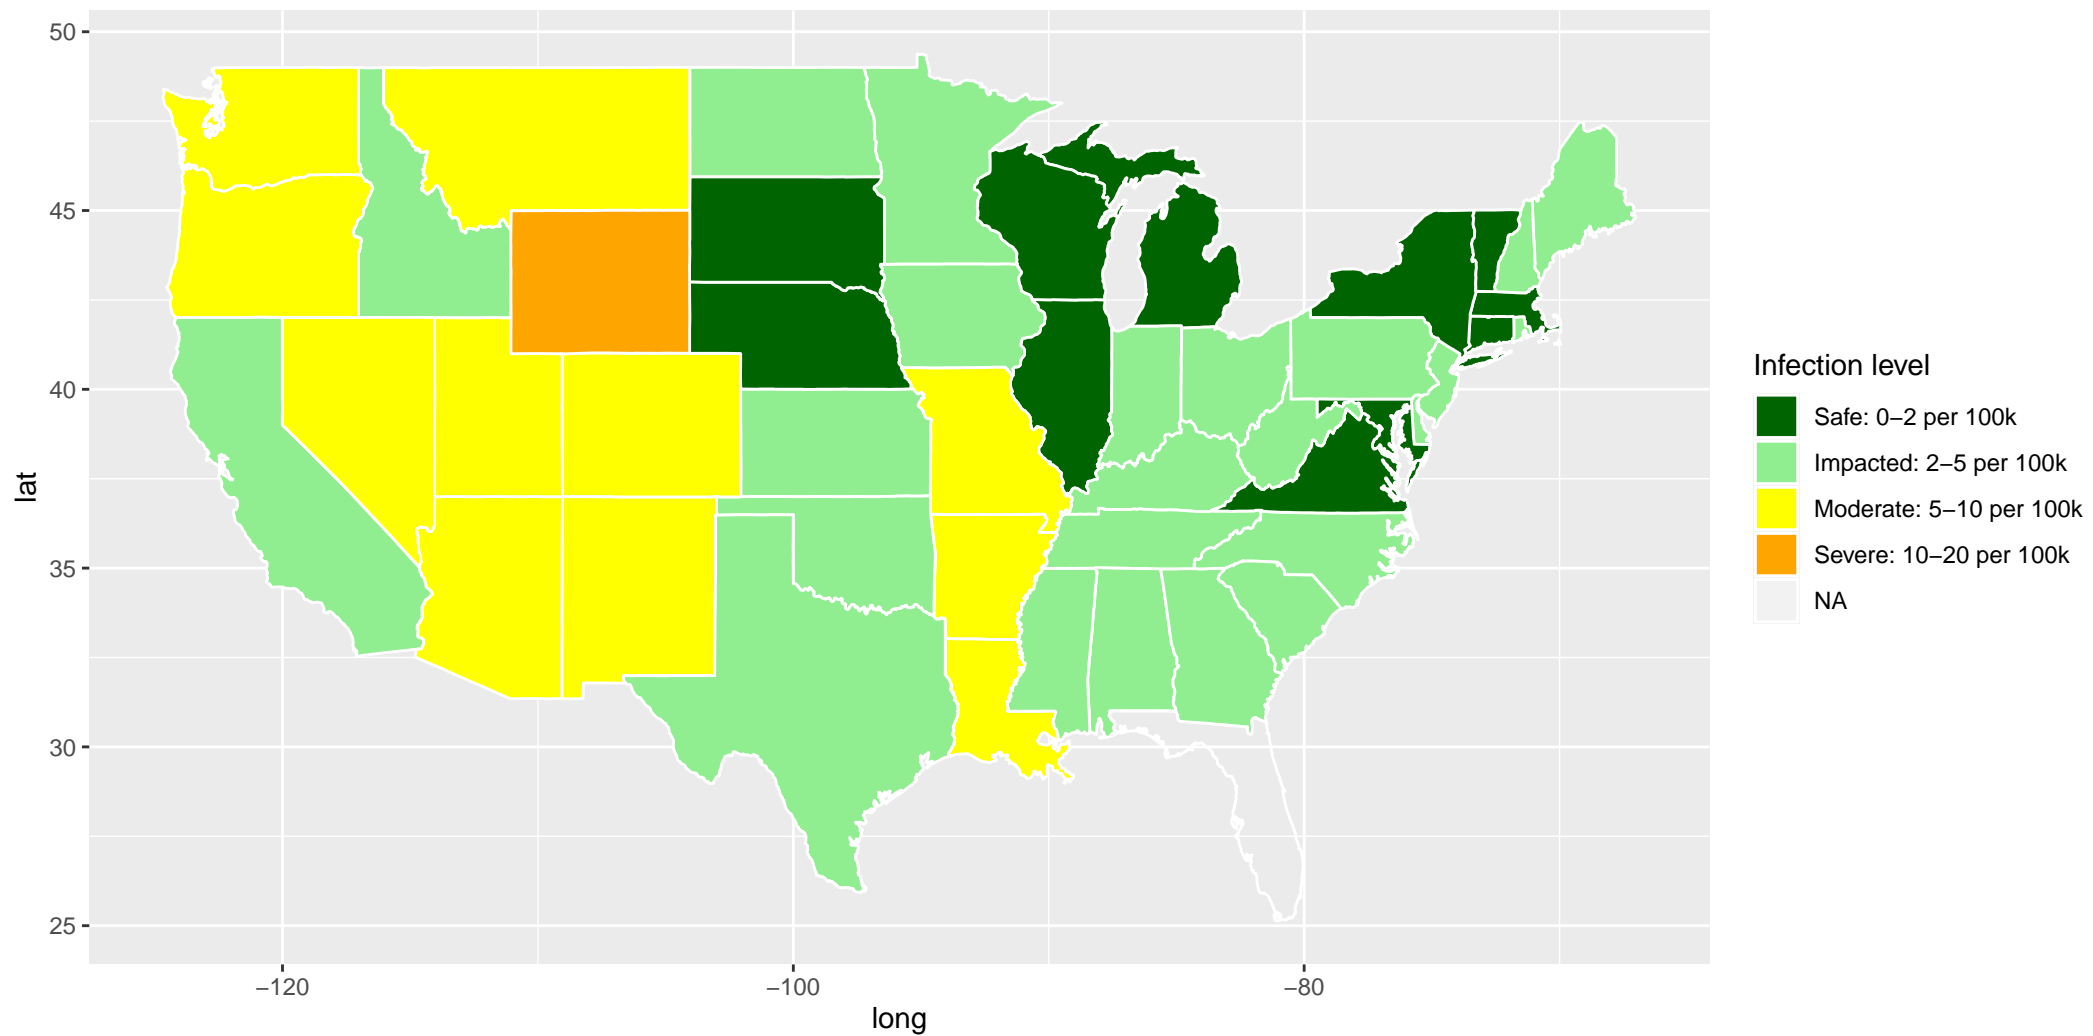 50
45
40
35
30
25
lat
−120
−100
−80
long
Infection level
Safe: 0−2 per 100k
Impacted: 2−5 per 100k
Moderate: 5−10 per 100k
Severe: 10−20 per 100k
NA